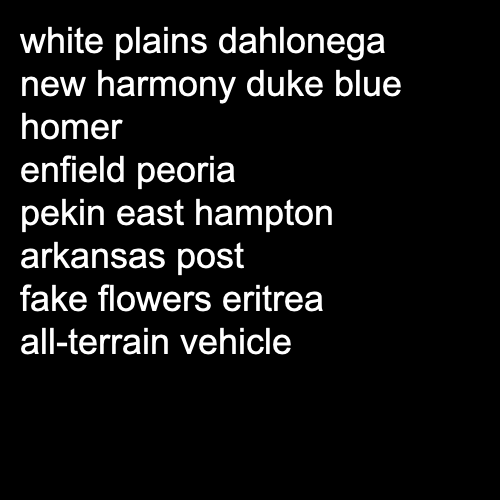 white plains dahlonega
new harmony duke blue
homer
enfield peoria
pekin east hampton
arkansas post
fake flowers eritrea
all-terrain vehicle